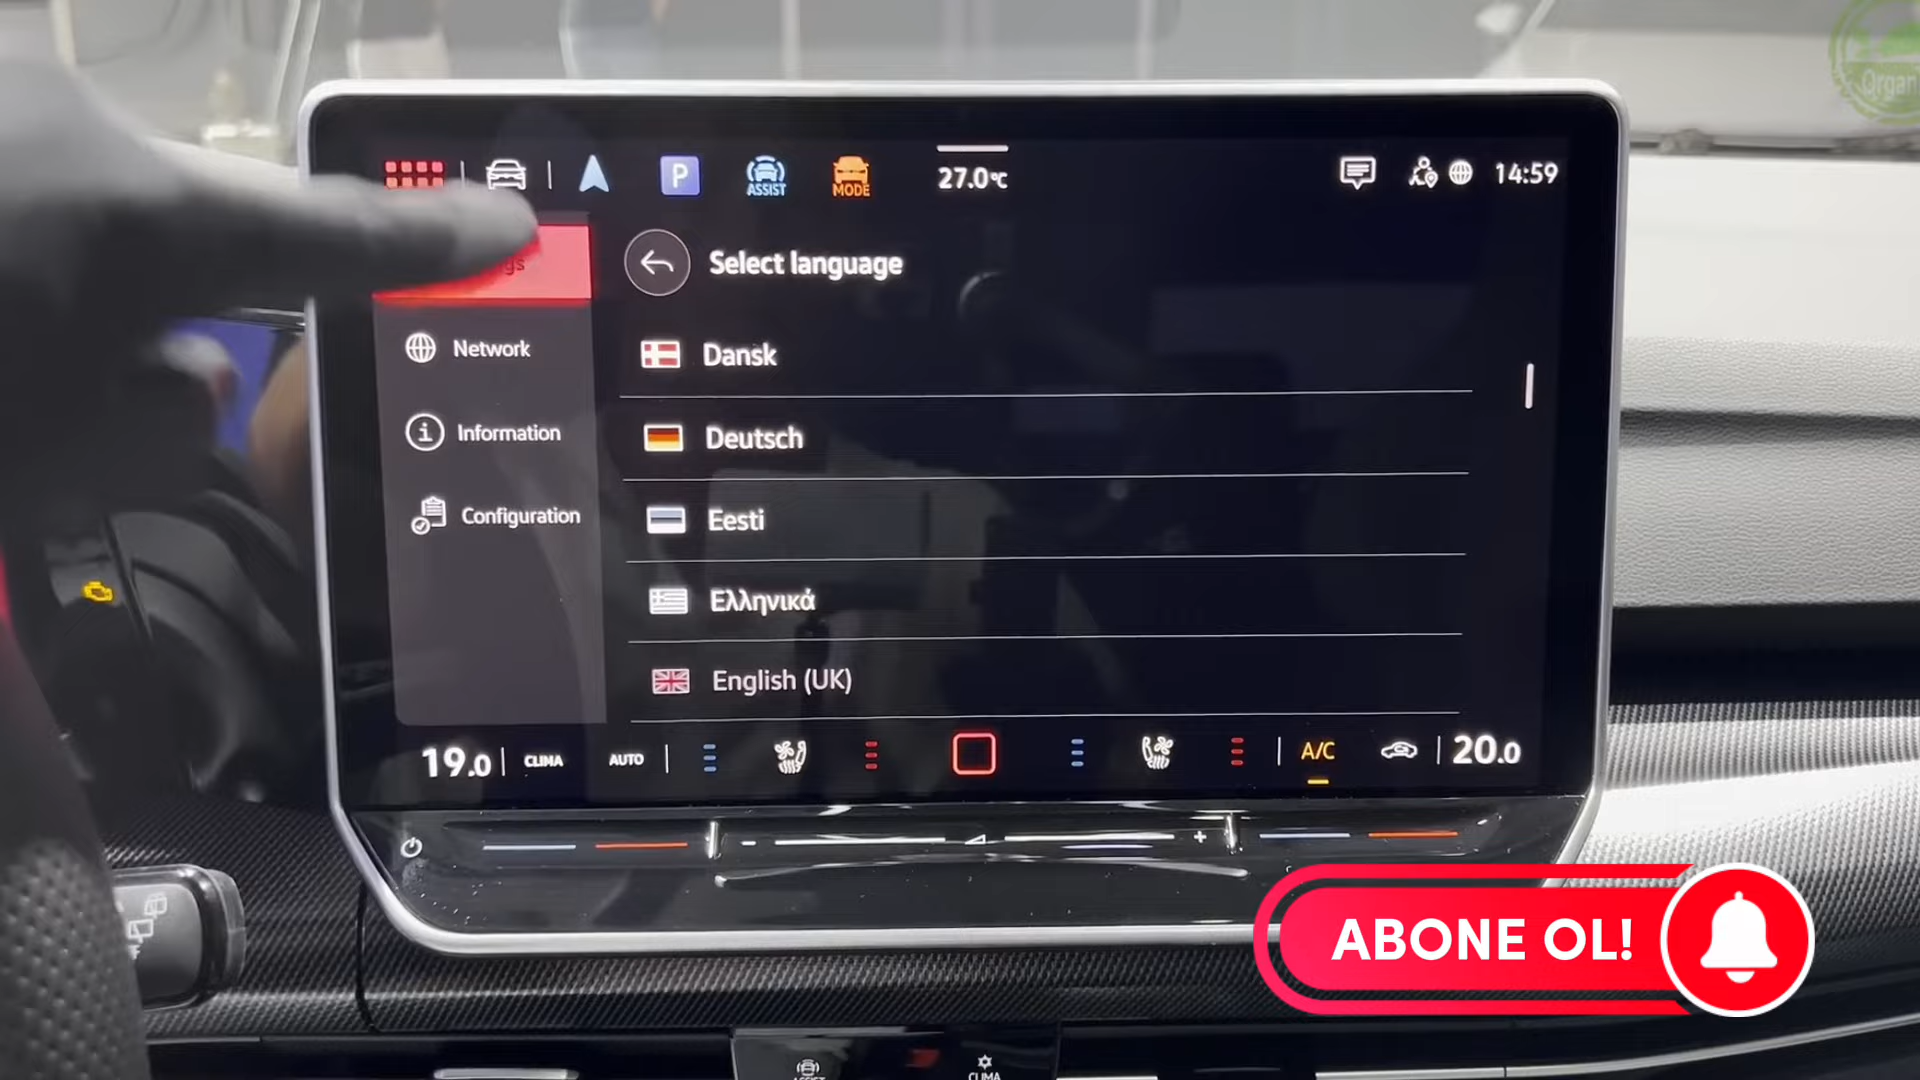 P
ASSIST
MODE
27.0°C
14:59
Select language
Network
Information
Configuration
Dansk
Deutsch
Eesti
Ελληνικά
English (UK)
19.0
CLIMA
AUTO
A/C
20.0
- +
ABONE OL!
CLIMA